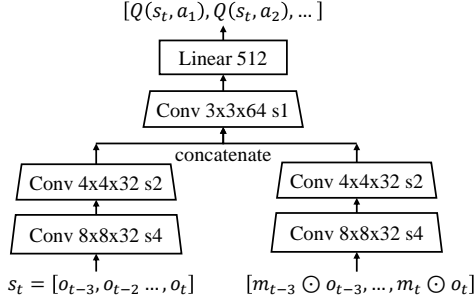 [Q(s_t, a_1), Q(s_t, a_2), ...]
Linear 512
Conv 3x3x64 s1
concatenate
Conv 4x4x32 s2
Conv 4x4x32 s2
Conv 8x8x32 s4
Conv 8x8x32 s4
s_t = [o_{t-3}, o_{t-2} ..., o_t]
[m_{t-3} ⊙ o_{t-3}, ..., m_t ⊙ o_t]